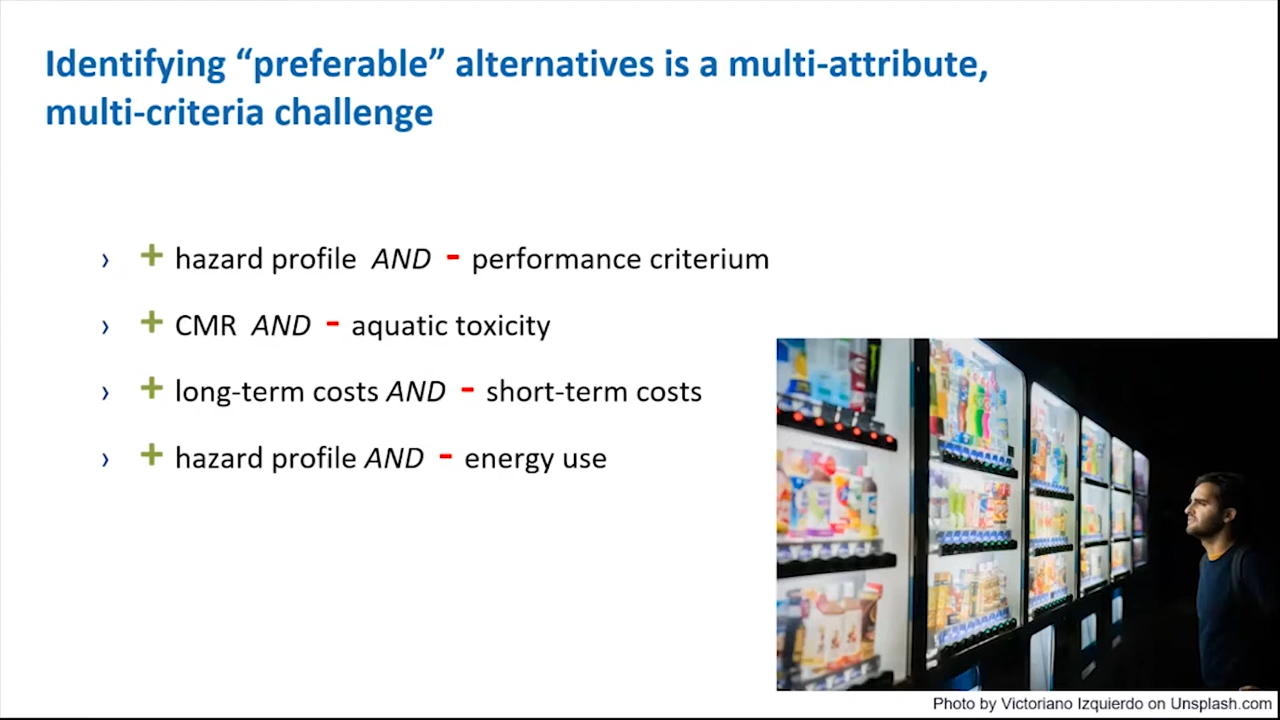 Identifying “preferable” alternatives is a multi-attribute,
multi-criteria challenge
› + hazard profile AND - performance criterium
› + CMR AND - aquatic toxicity
› + long-term costs AND - short-term costs
› + hazard profile AND - energy use
Photo by Victoriano Izquierdo on Unsplash.com